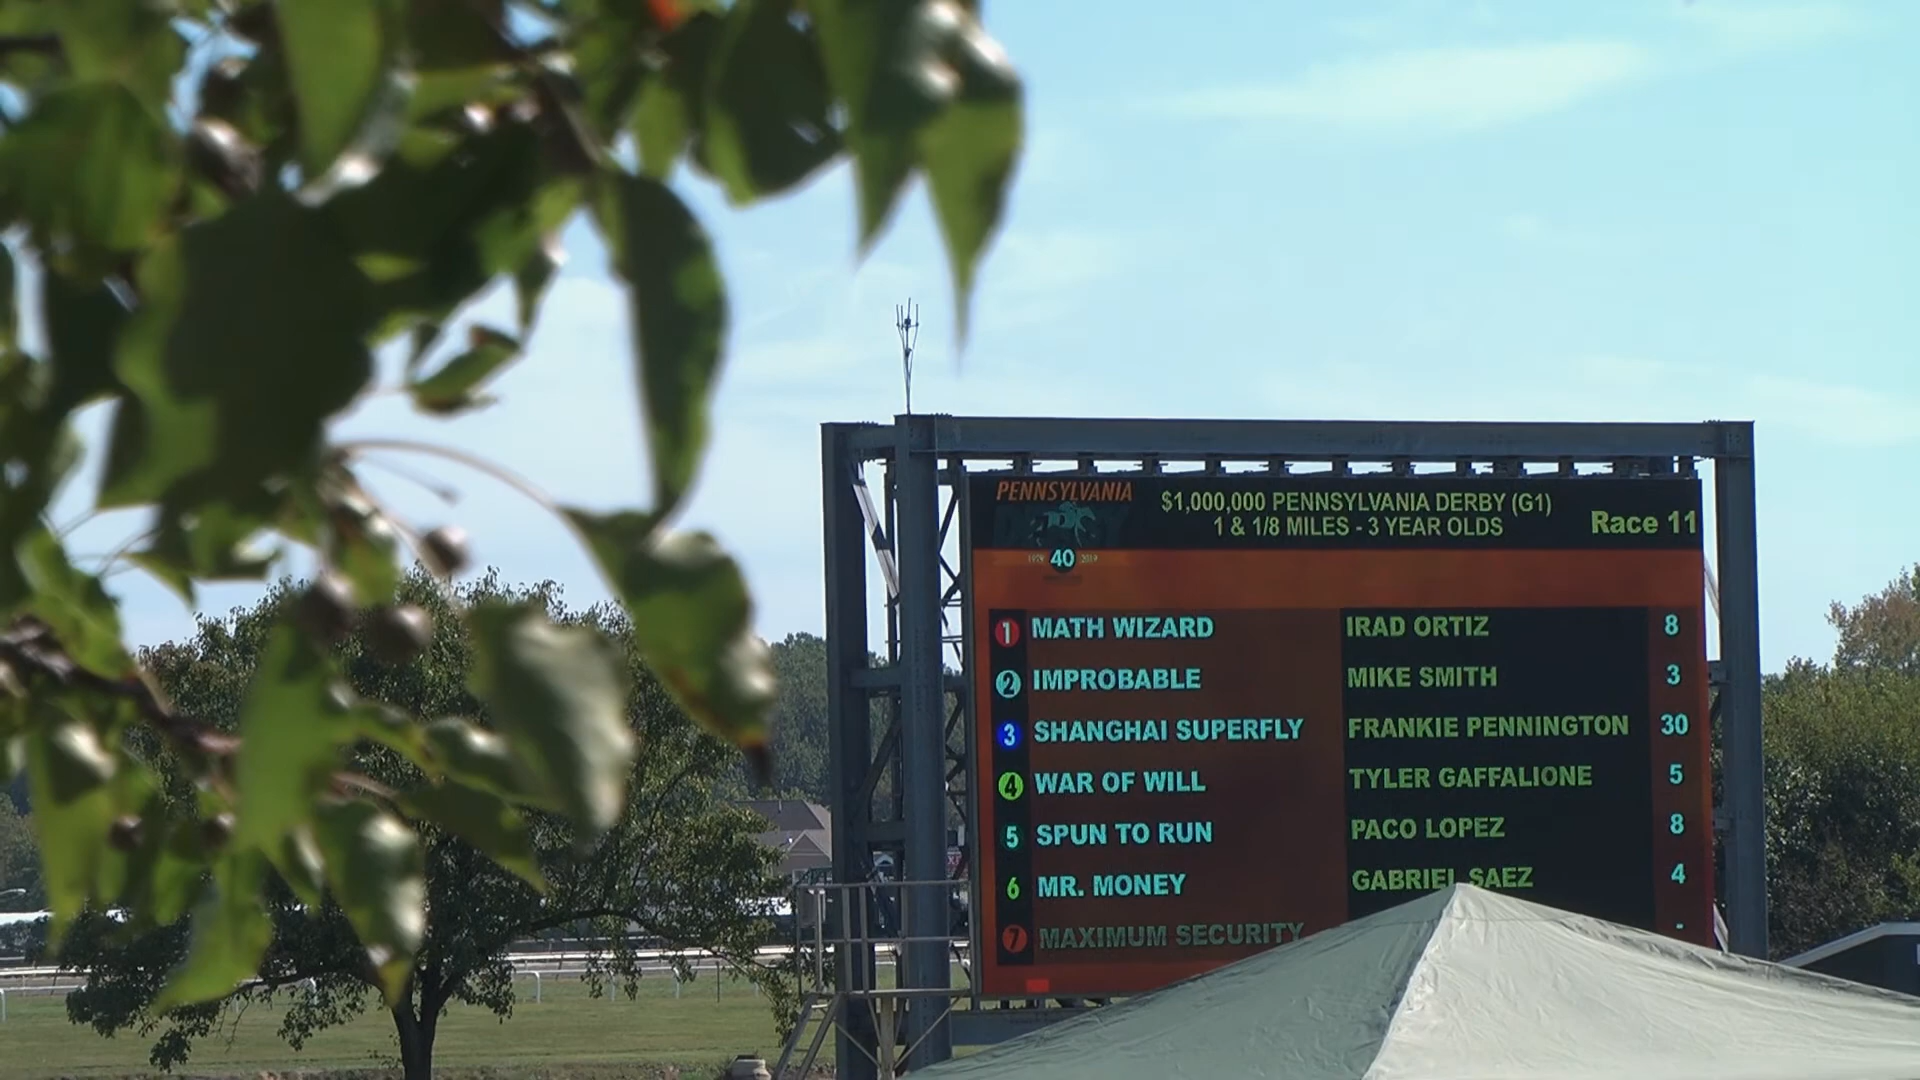 PENNSYLVANIA
$1,000,000 PENNSYLVANIA DERBY (G1)
1 & 1/8 MILES - 3 YEAR OLDS
Race 11
40
1 MATH WIZARD IRAD ORTIZ 8
2 IMPROBABLE MIKE SMITH 3
3 SHANGHAI SUPERFLY FRANKIE PENNINGTON 30
4 WAR OF WILL TYLER GAFFALIONE 5
5 SPUN TO RUN PACO LOPEZ 8
6 MR. MONEY GABRIEL SAEZ 4
7 MAXIMUM SECURITY -